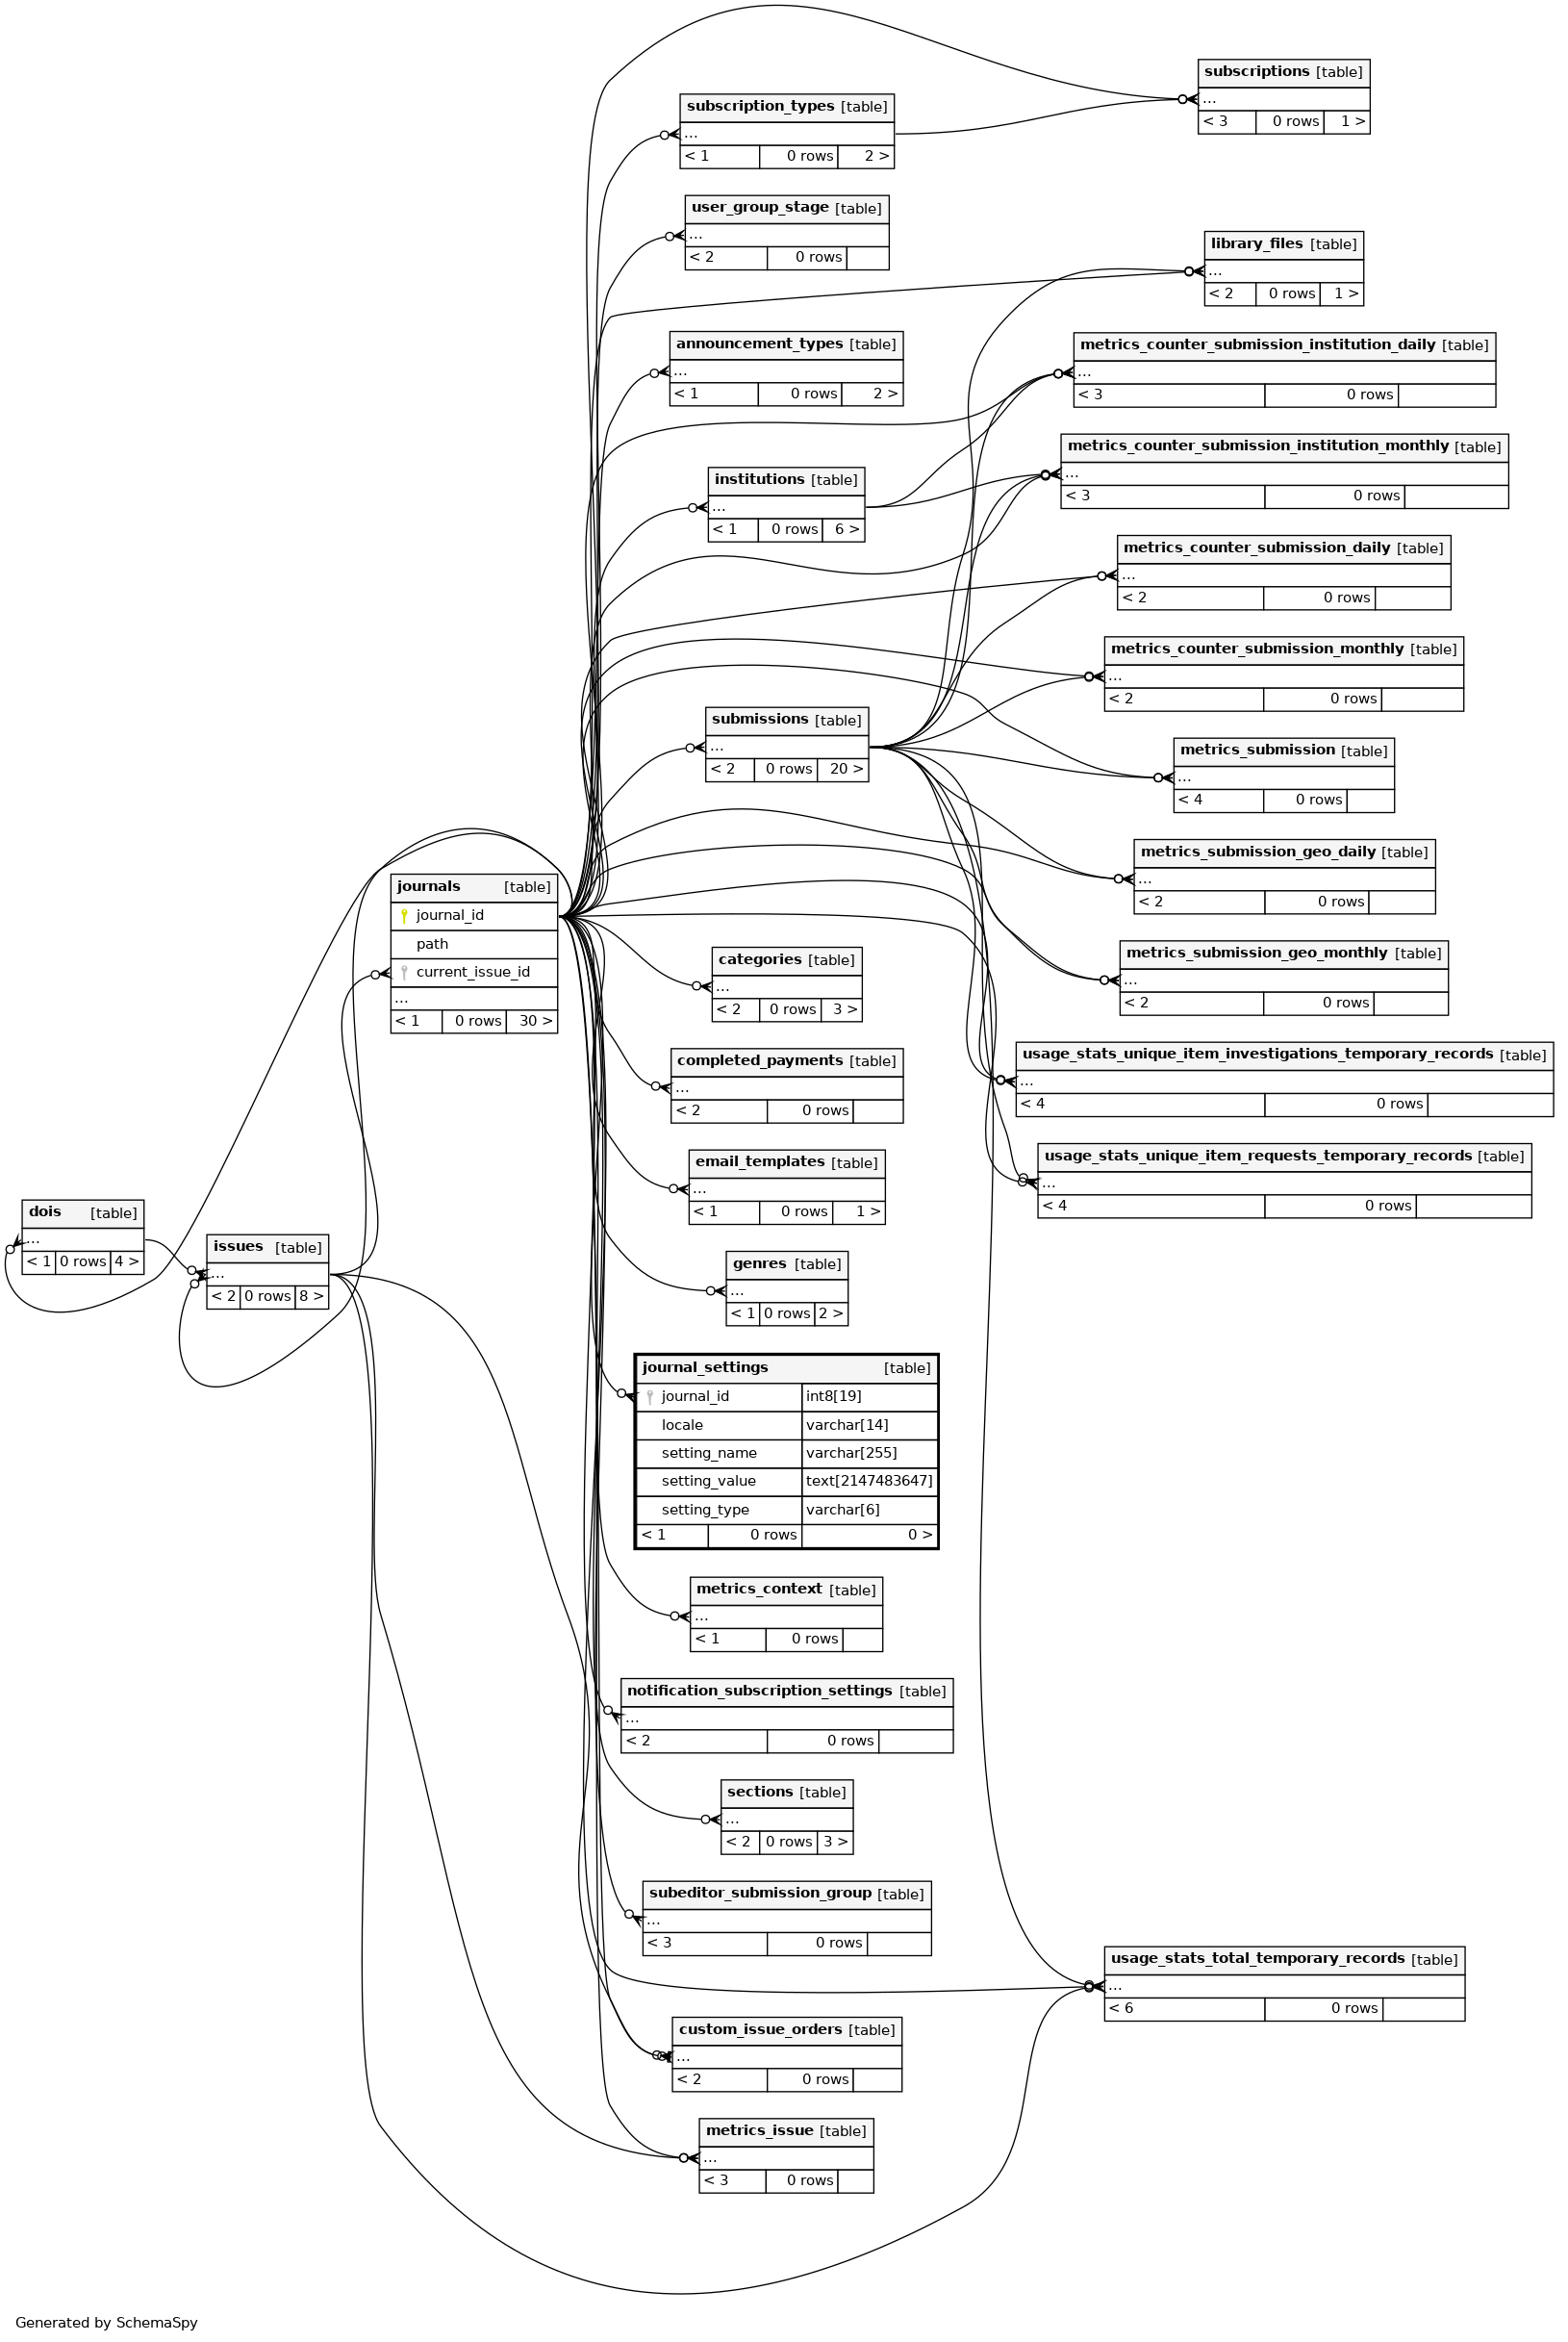 subscriptions [table]
...
< 3 0 rows 1 >
subscription_types [table]
...
< 1 0 rows 2 >
user_group_stage [table]
...
< 2 0 rows
library_files [table]
...
< 2 0 rows 1 >
announcement_types [table]
...
< 1 0 rows 2 >
metrics_counter_submission_institution_daily [table]
...
< 3 0 rows
metrics_counter_submission_institution_monthly [table]
...
< 3 0 rows
institutions [table]
...
< 1 0 rows 6 >
metrics_counter_submission_daily [table]
...
< 2 0 rows
metrics_counter_submission_monthly [table]
...
< 2 0 rows
submissions [table]
...
< 2 0 rows 20 >
metrics_submission [table]
...
< 4 0 rows
metrics_submission_geo_daily [table]
...
< 2 0 rows
journals [table]
journal_id
path
current_issue_id
...
< 1 0 rows 30 >
categories [table]
...
< 2 0 rows 3 >
metrics_submission_geo_monthly [table]
...
< 2 0 rows
completed_payments [table]
...
< 2 0 rows
usage_stats_unique_item_investigations_temporary_records [table]
...
< 4 0 rows
email_templates [table]
...
< 1 0 rows 1 >
usage_stats_unique_item_requests_temporary_records [table]
...
< 4 0 rows
dois [table]
...
< 1 0 rows 4 >
issues [table]
...
< 2 0 rows 8 >
genres [table]
...
< 1 0 rows 2 >
journal_settings [table]
journal_id int8[19]
locale varchar[14]
setting_name varchar[255]
setting_value text[2147483647]
setting_type varchar[6]
< 1 0 rows 0 >
metrics_context [table]
...
< 1 0 rows
notification_subscription_settings [table]
...
< 2 0 rows
sections [table]
...
< 2 0 rows 3 >
subeditor_submission_group [table]
...
< 3 0 rows
usage_stats_total_temporary_records [table]
...
< 6 0 rows
custom_issue_orders [table]
...
< 2 0 rows
metrics_issue [table]
...
< 3 0 rows
Generated by SchemaSpy